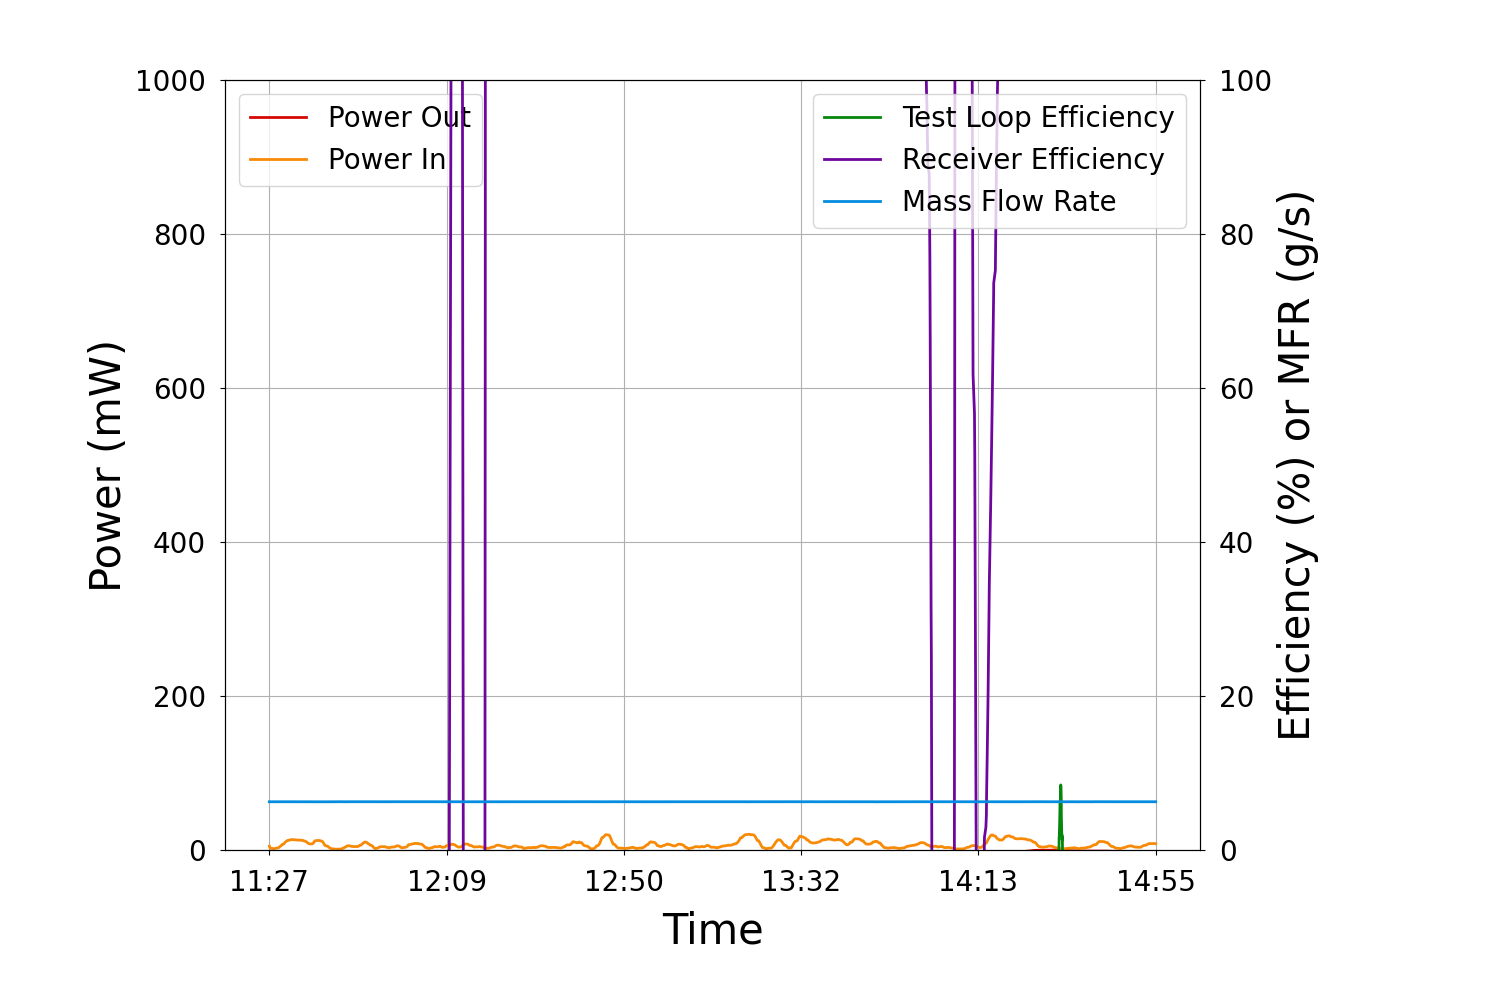 1000
800
600
400
200
0
Power (mW)
Power Out
Power In
Test Loop Efficiency
Receiver Efficiency
Mass Flow Rate
100
80
60
40
20
0
Efficiency (%) or MFR (g/s)
11:27 12:09 12:50 13:32 14:13 14:55
Time